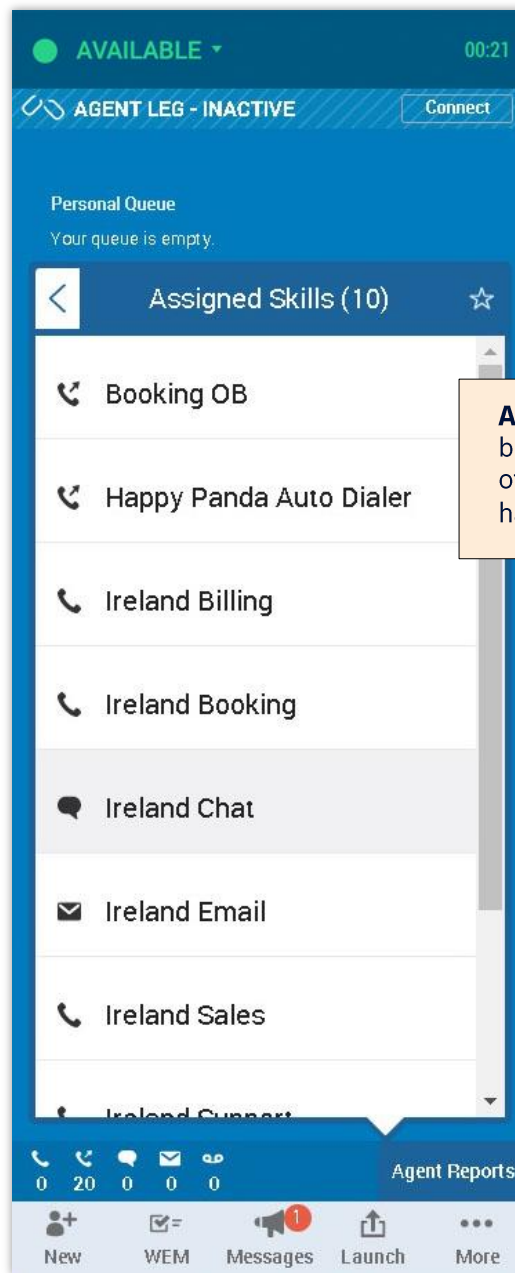 AVAILABLE 00:21
AGENT LEG - INACTIVE Connect
Personal Queue
Your queue is empty.
Assigned Skills (10)
Booking OB
Happy Panda Auto Dialer
Ireland Billing
Ireland Booking
Ireland Chat
Ireland Email
Ireland Sales
Ireland Support
0 20 0 0 0 Agent Reports
1
New WEM Messages Launch More